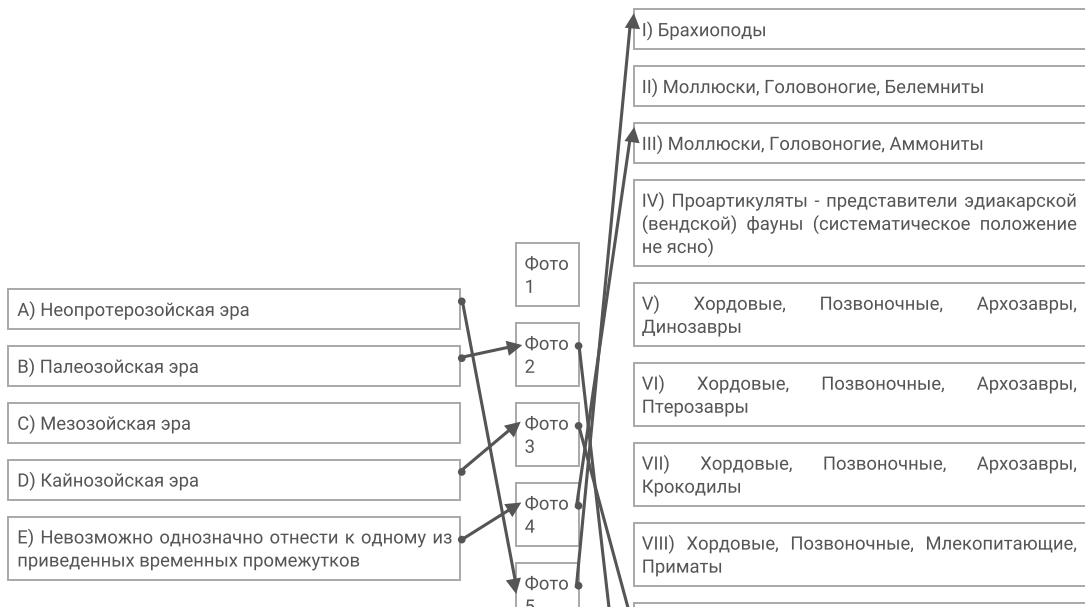 I) Брахиоподы
II) Моллюски, Головоногие, Белемниты
III) Моллюски, Головоногие, Аммониты
IV) Проартикуляты - представители эдиакарской
(вендской) фауны (систематическое положение
не ясно)
V) Хордовые, Позвоночные, Архозавры,
Динозавры
VI) Хордовые, Позвоночные, Архозавры,
Птерозавры
VII) Хордовые, Позвоночные, Архозавры,
Крокодилы
VIII) Хордовые, Позвоночные, Млекопитающие,
Приматы
Фото
1
Фото
2
Фото
3
Фото
4
Фото
5
A) Неопротерозойская эра
B) Палеозойская эра
C) Мезозойская эра
D) Кайнозойская эра
E) Невозможно однозначно отнести к одному из
приведенных временных промежутков